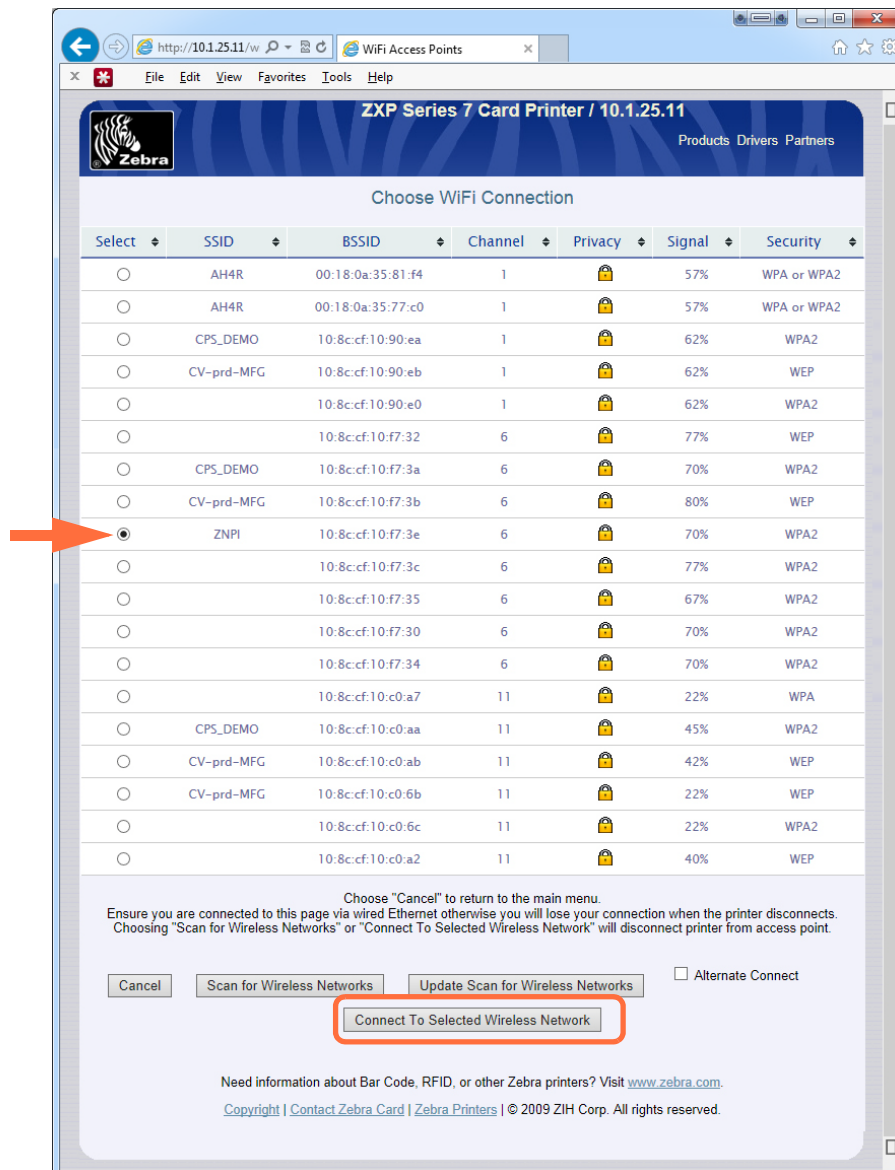 http://10.1.25.11/w
WiFi Access Points
File Edit View Favorites Tools Help
ZXP Series 7 Card Printer / 10.1.25.11
Zebra
®
Products Drivers Partners
Choose WiFi Connection
Select SSID BSSID Channel Privacy Signal Security
AH4R 00:18:0a:35:81:f4 1 57% WPA or WPA2
AH4R 00:18:0a:35:77:c0 1 57% WPA or WPA2
CPS_DEMO 10:8c:cf:10:90:ea 1 62% WPA2
CV-prd-MFG 10:8c:cf:10:90:eb 1 62% WEP
10:8c:cf:10:90:e0 1 62% WPA2
10:8c:cf:10:f7:32 6 77% WEP
CPS_DEMO 10:8c:cf:10:f7:3a 6 70% WPA2
CV-prd-MFG 10:8c:cf:10:f7:3b 6 80% WEP
ZNPI 10:8c:cf:10:f7:3e 6 70% WPA2
10:8c:cf:10:f7:3c 6 77% WPA2
10:8c:cf:10:f7:35 6 67% WPA2
10:8c:cf:10:f7:30 6 70% WPA2
10:8c:cf:10:f7:34 6 70% WPA2
10:8c:cf:10:c0:a7 11 22% WPA
CPS_DEMO 10:8c:cf:10:c0:aa 11 45% WPA2
CV-prd-MFG 10:8c:cf:10:c0:ab 11 42% WEP
CV-prd-MFG 10:8c:cf:10:c0:6b 11 22% WEP
10:8c:cf:10:c0:6c 11 22% WPA2
10:8c:cf:10:c0:a2 11 40% WEP
Choose "Cancel" to return to the main menu.
Ensure you are connected to this page via wired Ethernet otherwise you will lose your connection when the printer disconnects.
Choosing "Scan for Wireless Networks" or "Connect To Selected Wireless Network" will disconnect printer from access point.
Cancel Scan for Wireless Networks Update Scan for Wireless Networks Alternate Connect
Connect To Selected Wireless Network
Need information about Bar Code, RFID, or other Zebra printers? Visit www.zebra.com.
Copyright | Contact Zebra Card | Zebra Printers | © 2009 ZIH Corp. All rights reserved.